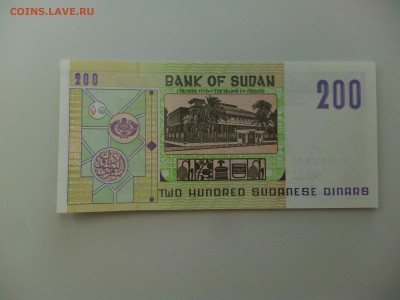 COINS.LAVE.RU
200
BANK OF SUDAN
200
TWO HUNDRED SUDANESE DINARS